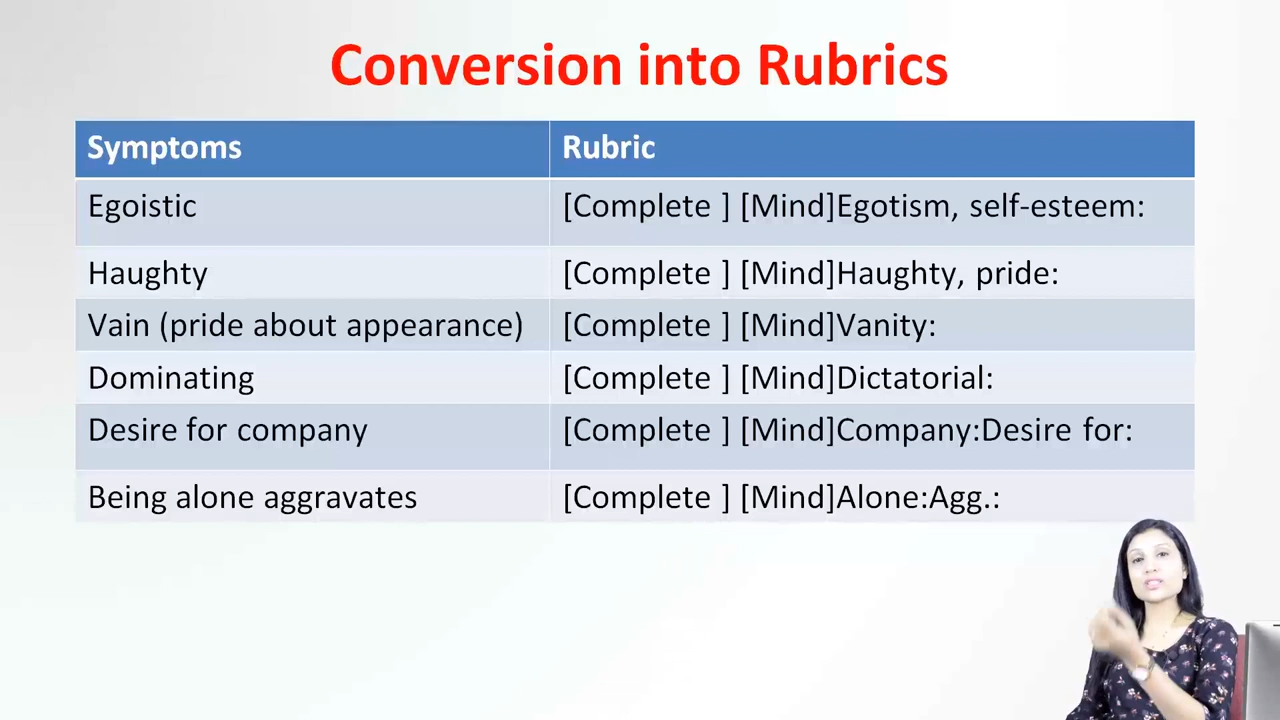 Conversion into Rubrics
Symptoms Rubric
Egoistic [Complete ] [Mind]Egotism, self-esteem:
Haughty [Complete ] [Mind]Haughty, pride:
Vain (pride about appearance) [Complete ] [Mind]Vanity:
Dominating [Complete ] [Mind]Dictatorial:
Desire for company [Complete ] [Mind]Company:Desire for:
Being alone aggravates [Complete ] [Mind]Alone:Agg.: